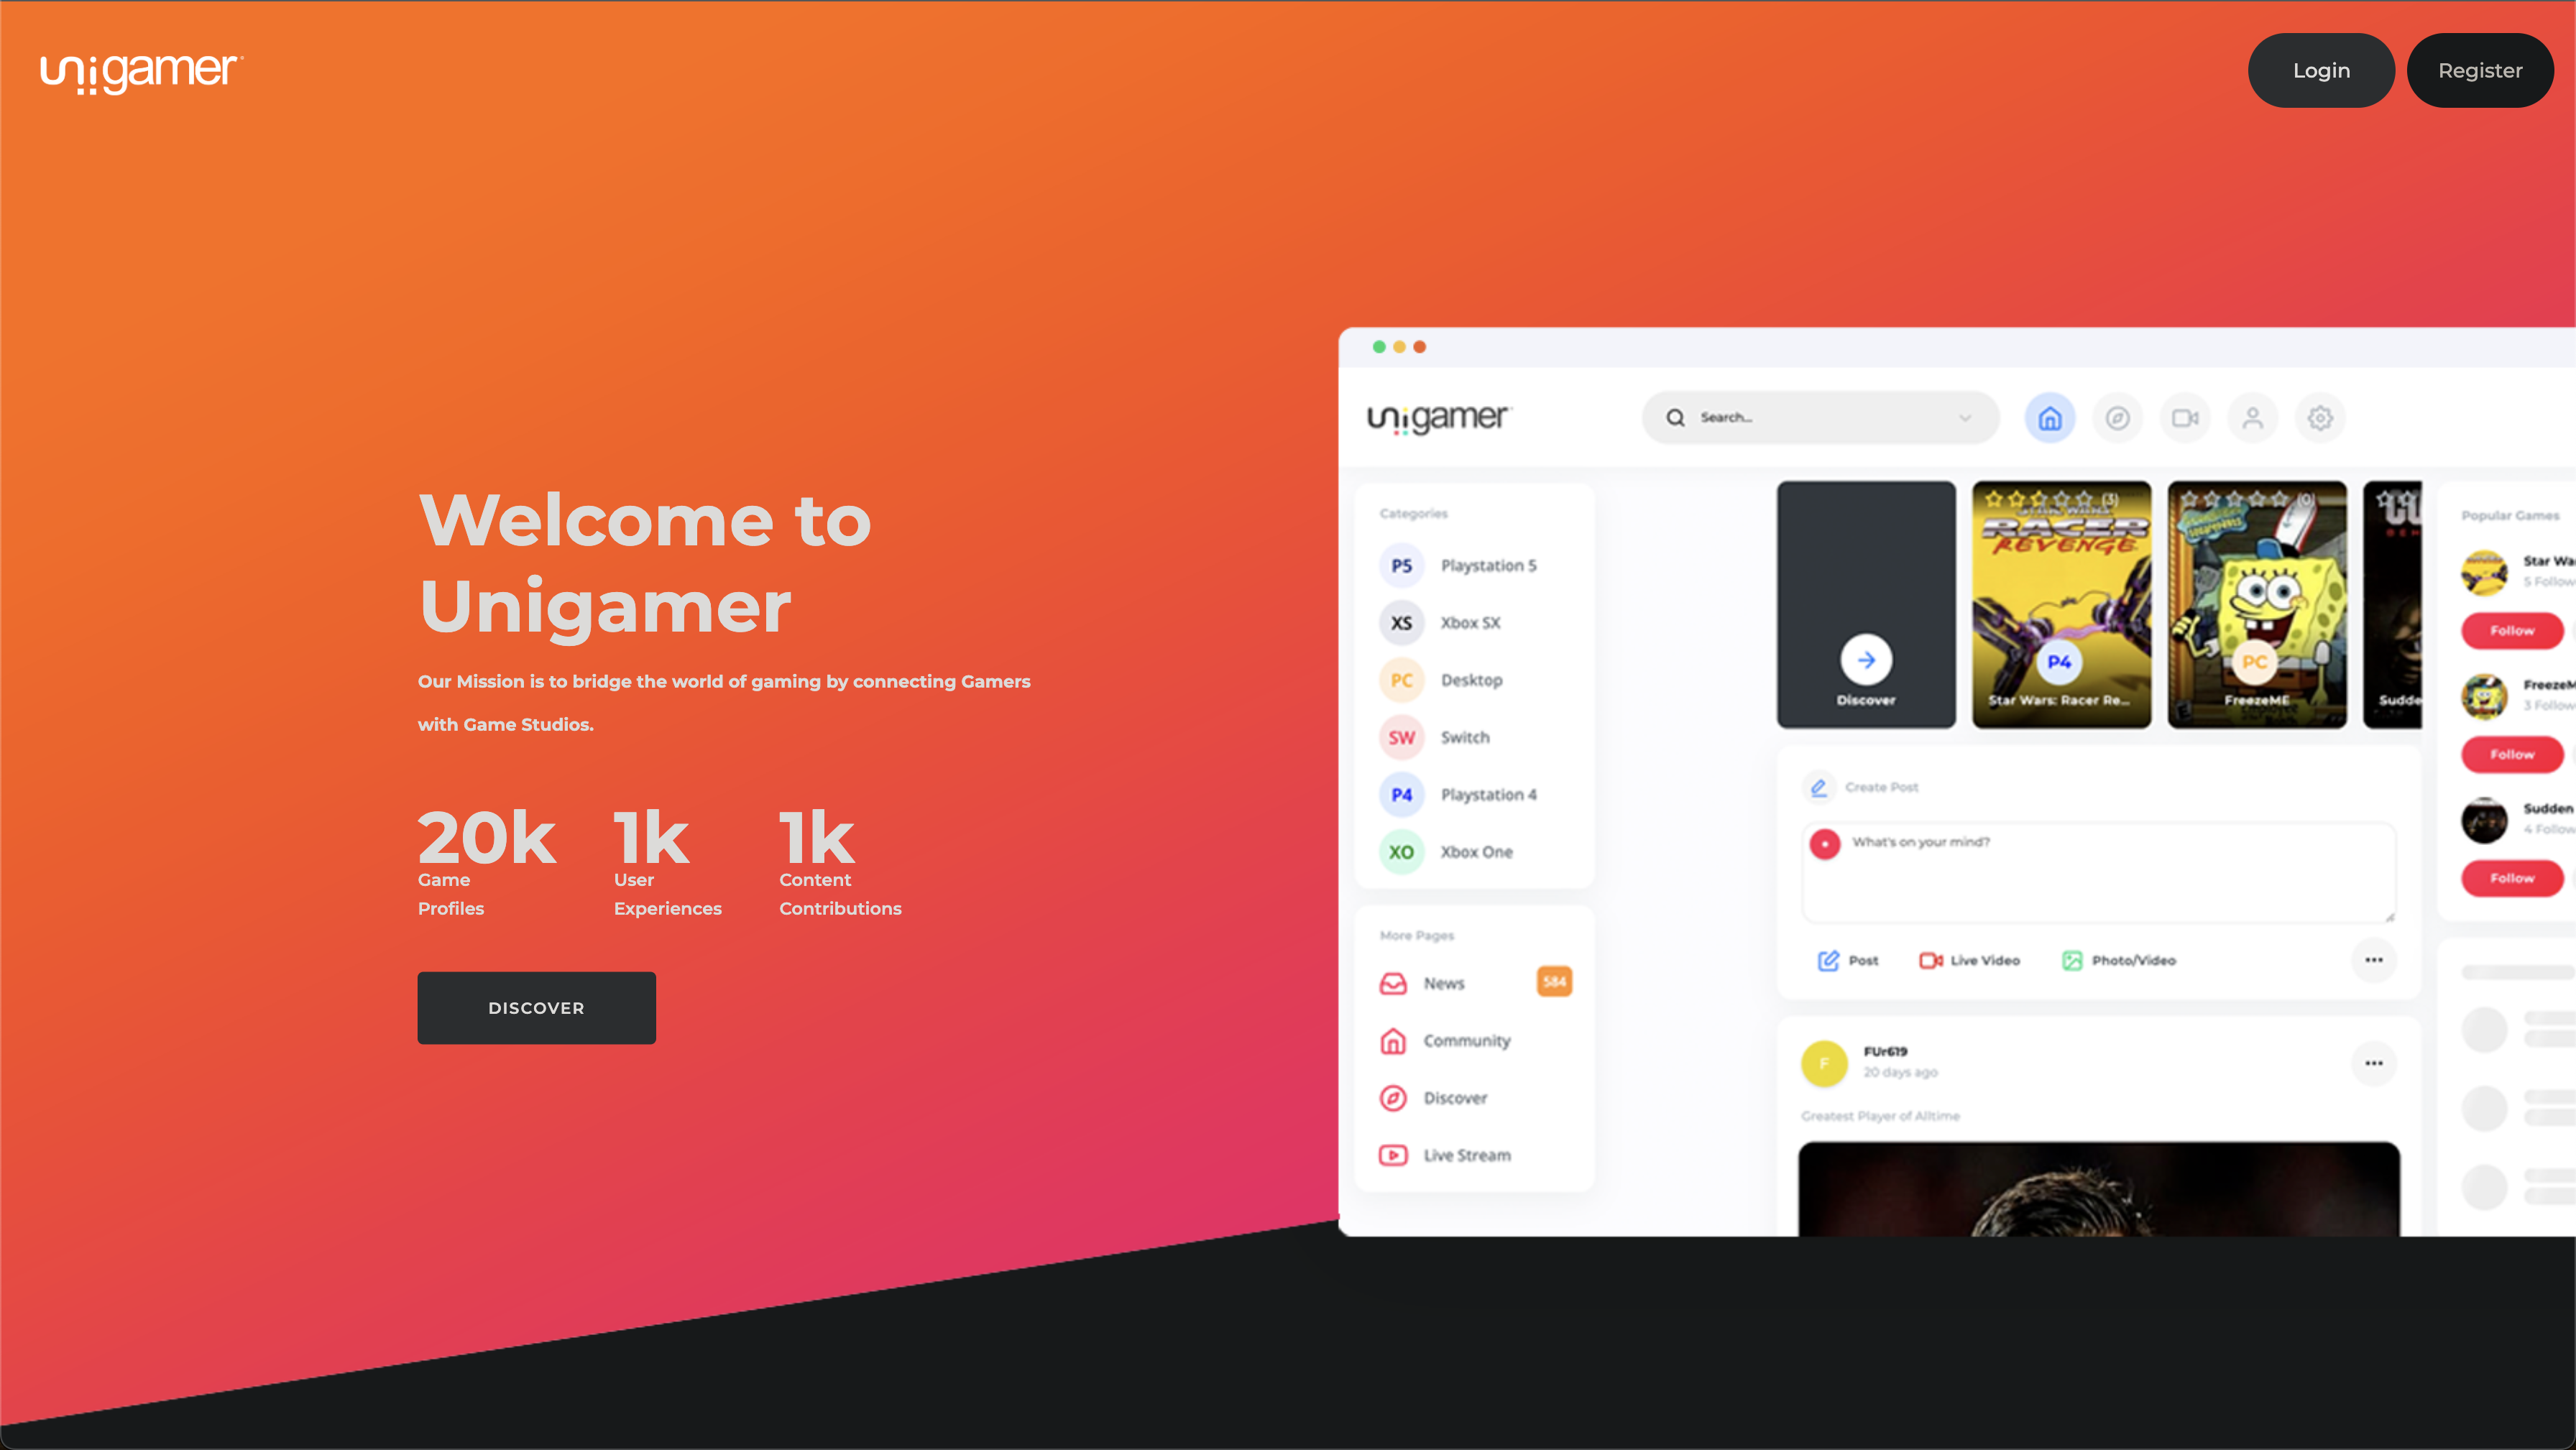 unigamer
Login
Register
Welcome to
Unigamer
Our Mission is to bridge the world of gaming by connecting Gamers
with Game Studios.
20k
Game
Profiles
1k
User
Experiences
1k
Content
Contributions
DISCOVER
unigamer
Search...
Categories
P5 Playstation 5
XS Xbox SX
PC Desktop
SW Switch
P4 Playstation 4
XO Xbox One
More Pages
News 584
Community
Discover
Live Stream
Discover
(3)
STAR WARS
RACER
REVENGE
P4
Star Wars: Racer Re...
(0)
PC
FreezeME
Sudde
Create Post
What's on your mind?
Post
Live Video
Photo/Video
F
FUr619
20 days ago
Greatest Player of Alltime
Popular Games
Star Wa
5 Follow
Follow
FreezeM
3 Follow
Follow
Sudden
4 Follow
Follow